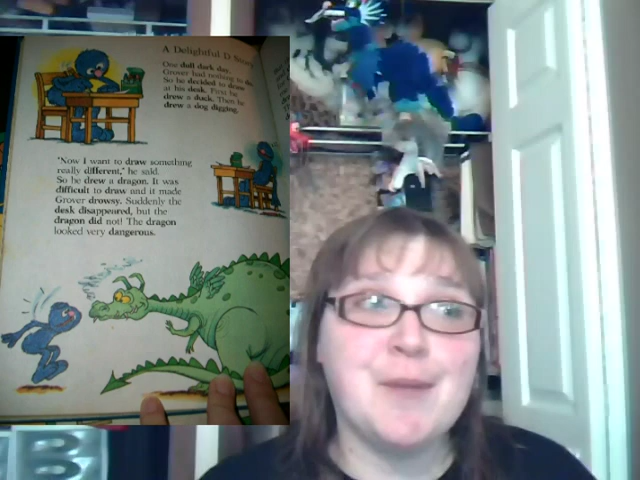 A Delightful D Story
One dull dark day,
Grover had nothing to do.
So he decided to draw
at his desk. First he
drew a duck. Then he
drew a dog digging.
"Now I want to draw something
really different," he said.
So he drew a dragon. It was
difficult to draw and it made
Grover drowsy. Suddenly the
desk disappeared, but the
dragon did not! The dragon
looked very dangerous.